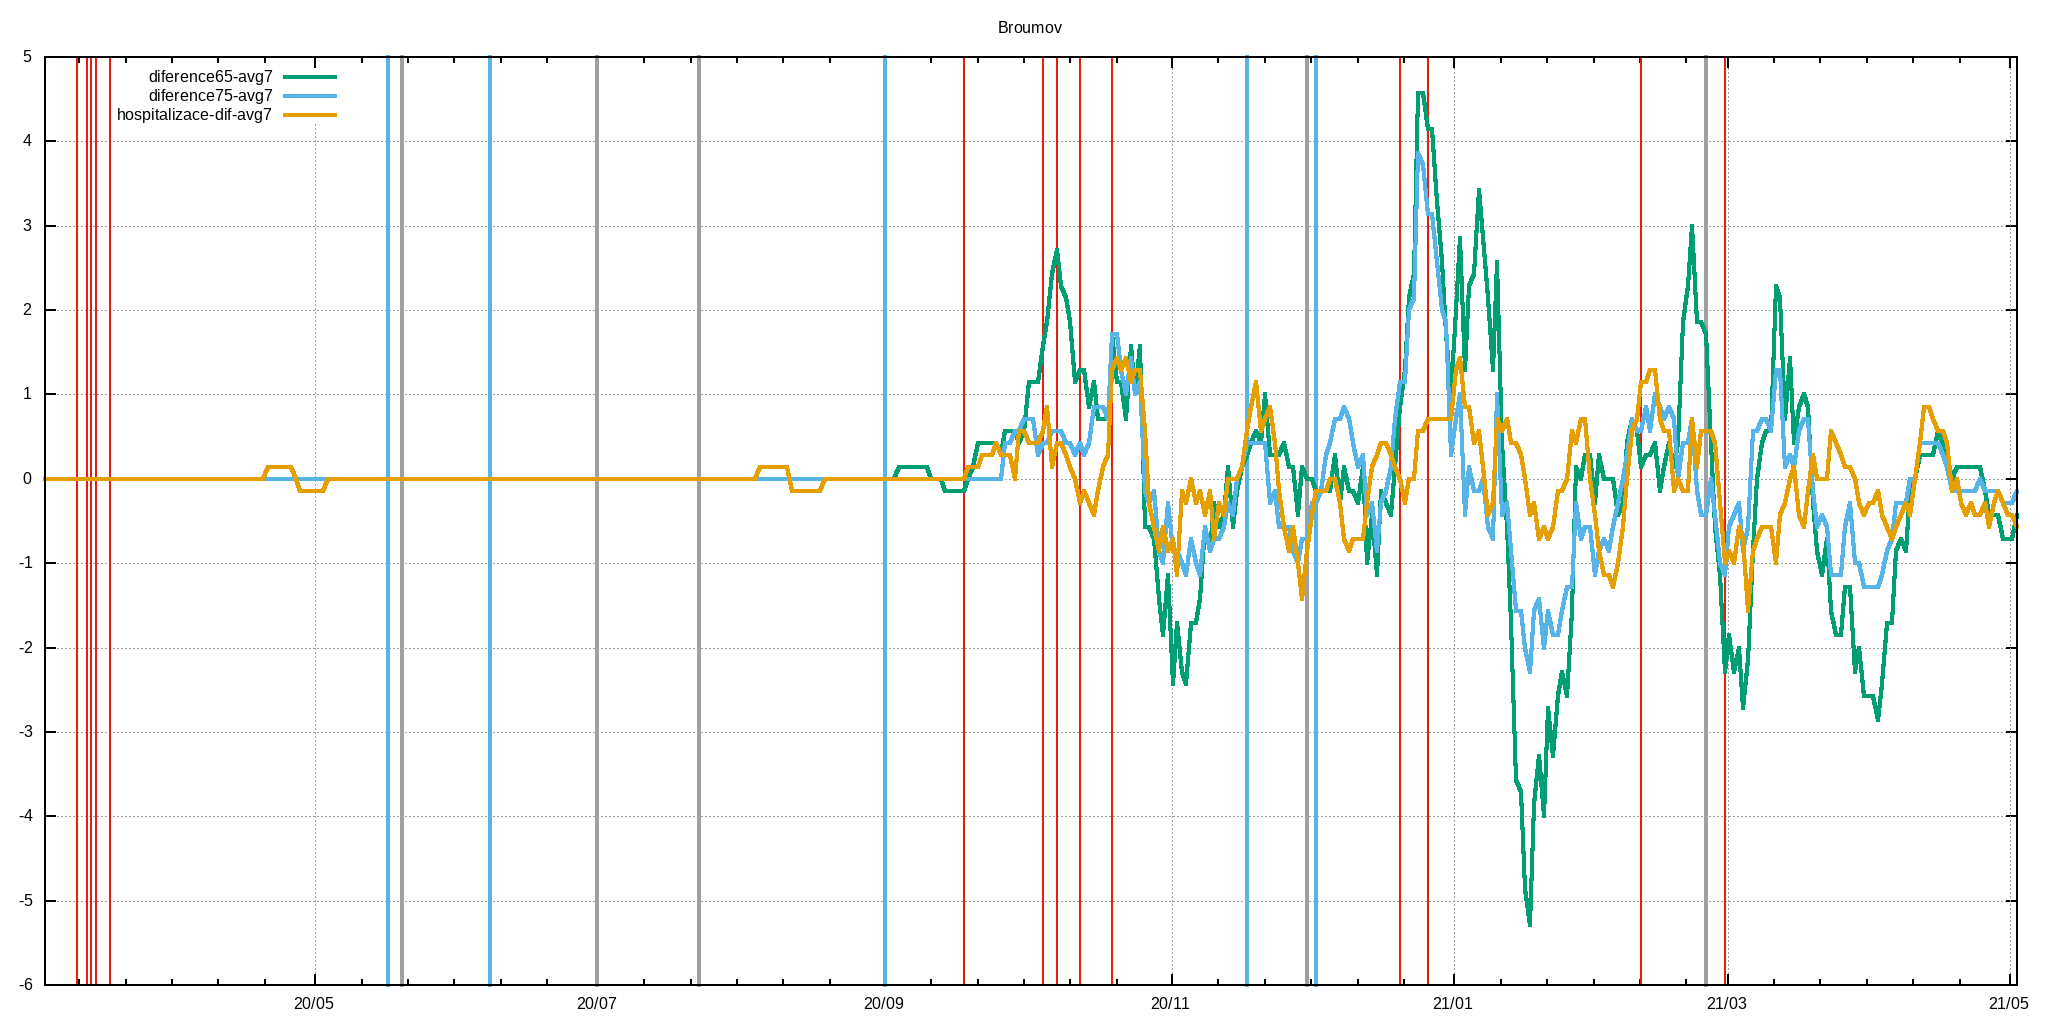 Broumov
diference65-avg7
diference75-avg7
hospitalizace-dif-avg7
5
4
3
2
1
0
-1
-2
-3
-4
-5
-6
20/05 20/07 20/09 20/11 21/01 21/03 21/05